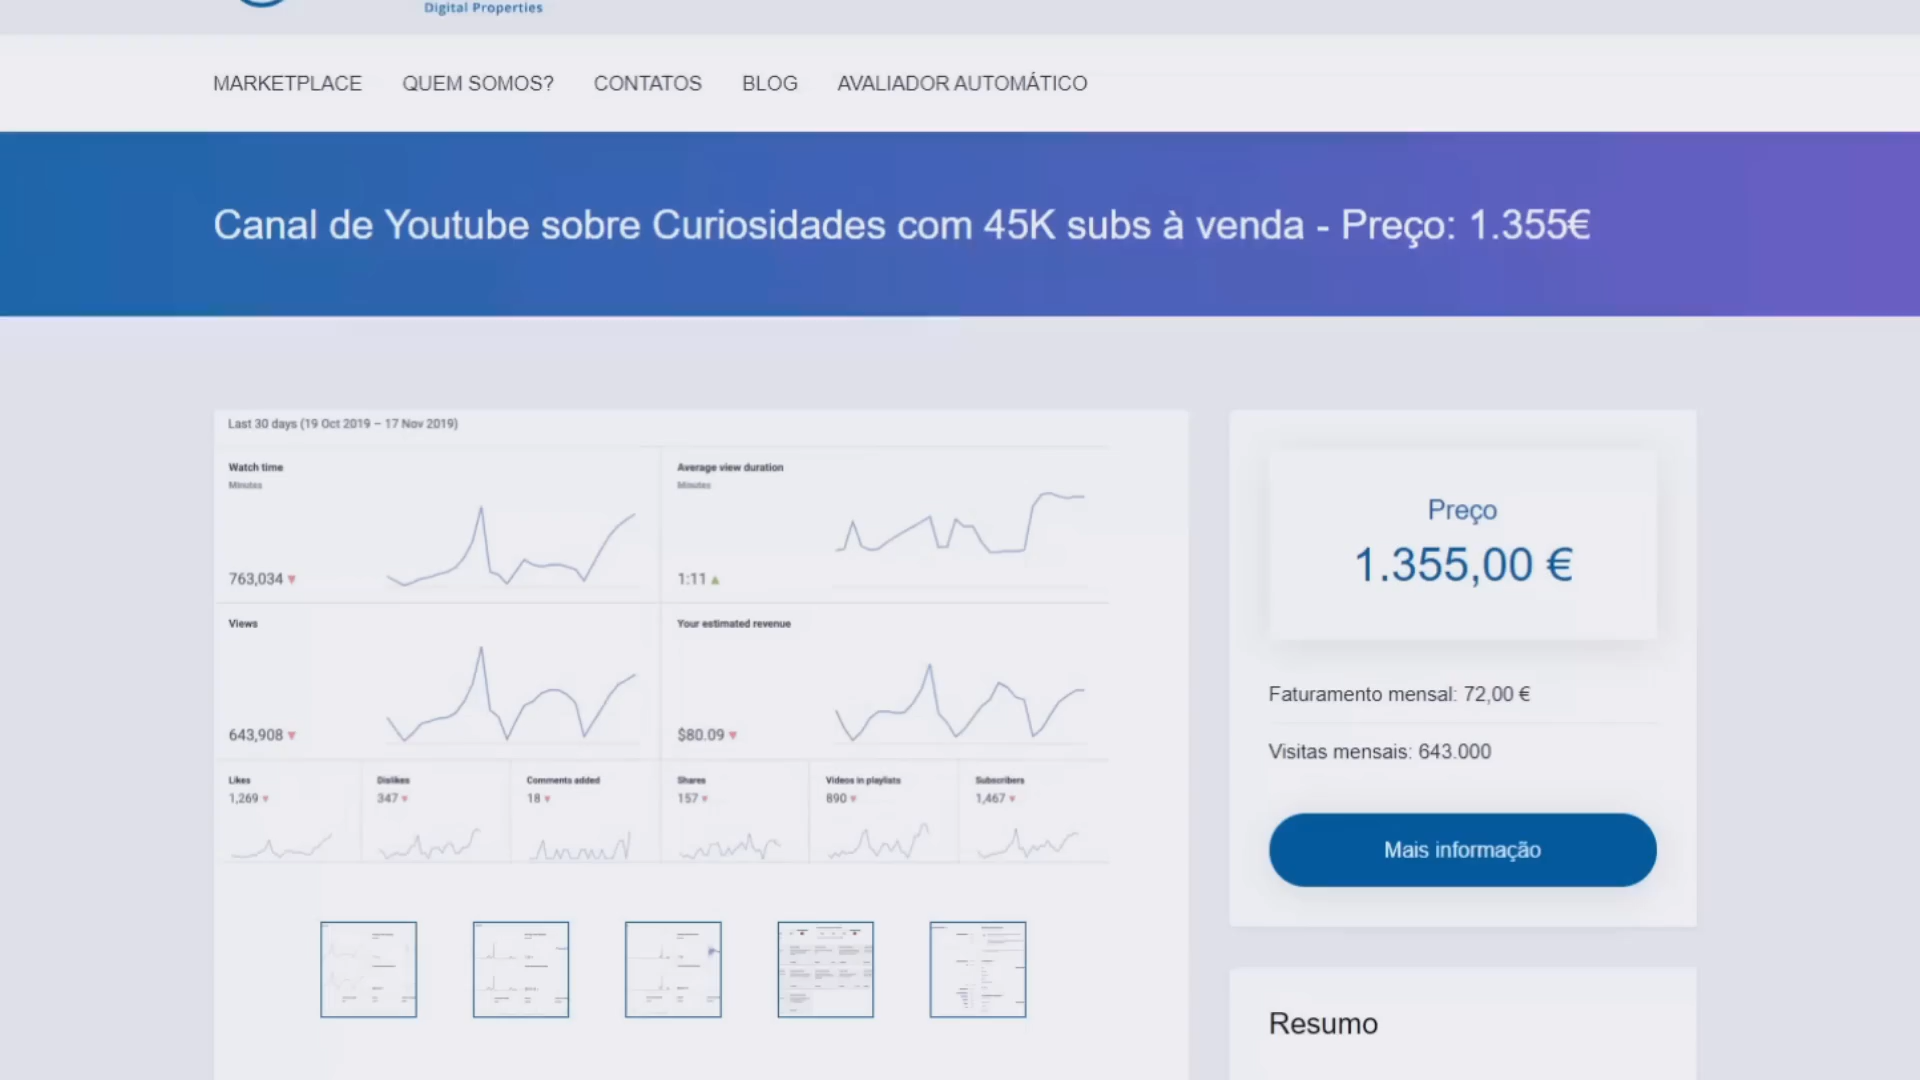 Digital Properties
MARKETPLACE QUEM SOMOS? CONTATOS BLOG AVALIADOR AUTOMÁTICO
Canal de Youtube sobre Curiosidades com 45K subs à venda - Preço: 1.355€
Last 30 days (19 Oct 2019 – 17 Nov 2019)
Watch time
Minutes
763,034
Average view duration
Minutes
1:11
Views
643,908
Your estimated revenue
$80.09
Likes
1,269
Dislikes
347
Comments added
18
Shares
157
Videos in playlists
890
Subscribers
1,467
Preço
1.355,00 €
Faturamento mensal: 72,00 €
Visitas mensais: 643.000
Mais informação
Resumo